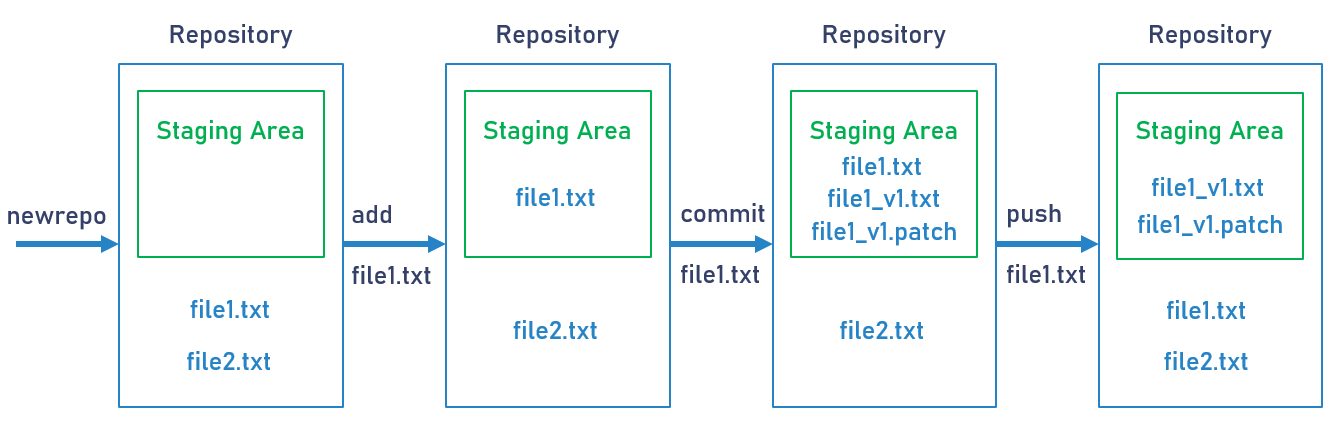 Repository
Repository
Repository
Repository
newrepo
Staging Area
file1.txt
file2.txt
add
file1.txt
Staging Area
file1.txt
file2.txt
commit
file1.txt
Staging Area
file1.txt
file1_v1.txt
file1_v1.patch
file2.txt
push
file1.txt
Staging Area
file1_v1.txt
file1_v1.patch
file1.txt
file2.txt